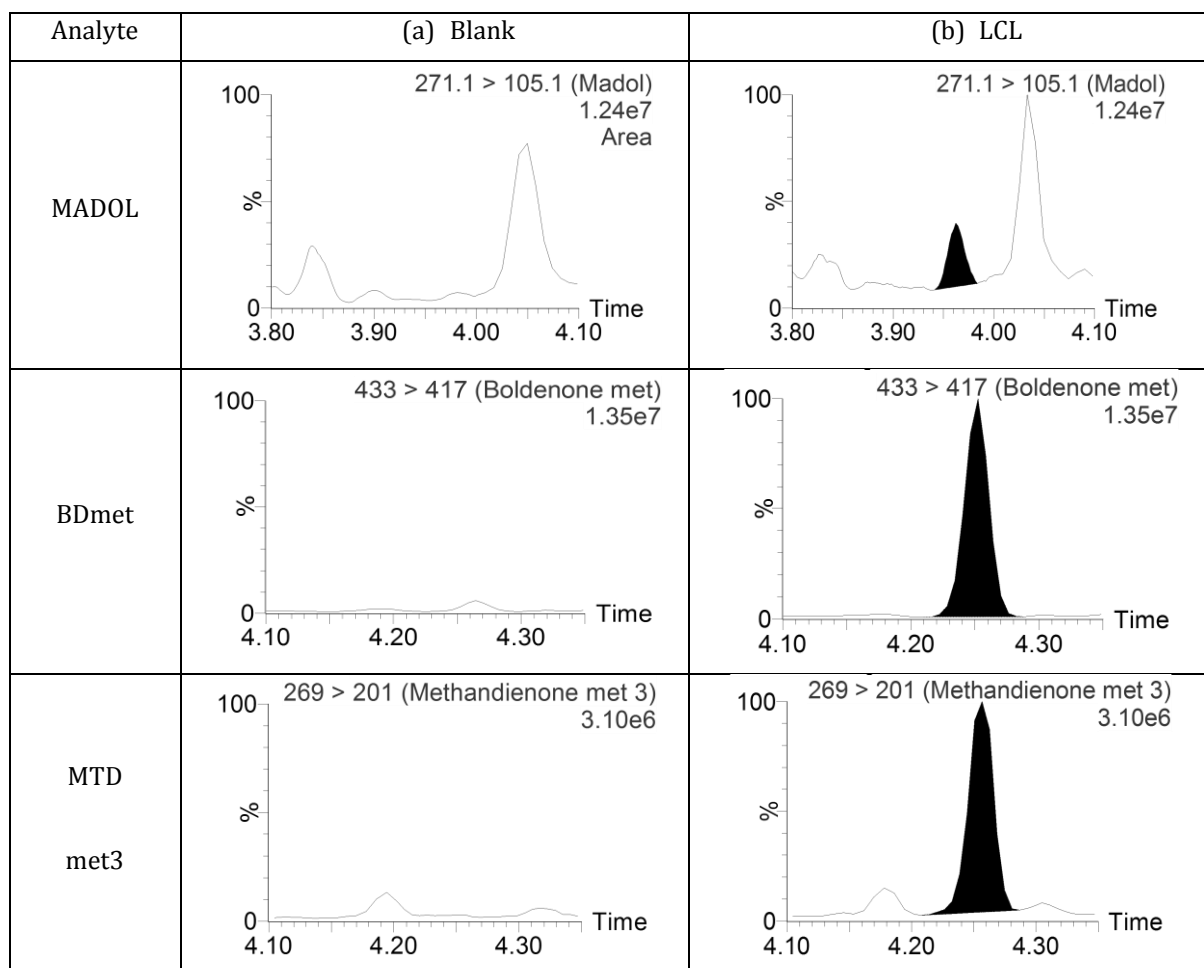 Analyte (a) Blank (b) LCL
MADOL
271.1 > 105.1 (Madol)
1.24e7
Area
100
%
0
3.80 3.90 4.00 4.10
Time
271.1 > 105.1 (Madol)
1.24e7
100
%
0
3.80 3.90 4.00 4.10
Time
BDmet
433 > 417 (Boldenone met)
1.35e7
100
%
0
4.10 4.20 4.30
Time
433 > 417 (Boldenone met)
1.35e7
100
%
0
4.10 4.20 4.30
Time
MTD
met3
269 > 201 (Methandienone met 3)
3.10e6
100
%
0
4.10 4.20 4.30
Time
269 > 201 (Methandienone met 3)
3.10e6
100
%
0
4.10 4.20 4.30
Time